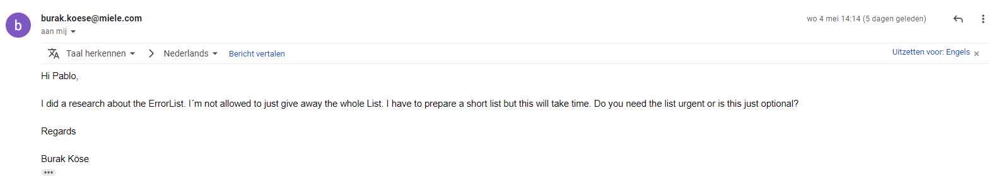 b
burak.koese@miele.com
wo 4 mei 14:14 (5 dagen geleden)
aan mij
Taal herkennen
Nederlands
Bericht vertalen
Uitzetten voor: Engels
Hi Pablo,
I did a research about the ErrorList. I´m not allowed to just give away the whole List. I have to prepare a short list but this will take time. Do you need the list urgent or is this just optional?
Regards
Burak Köse